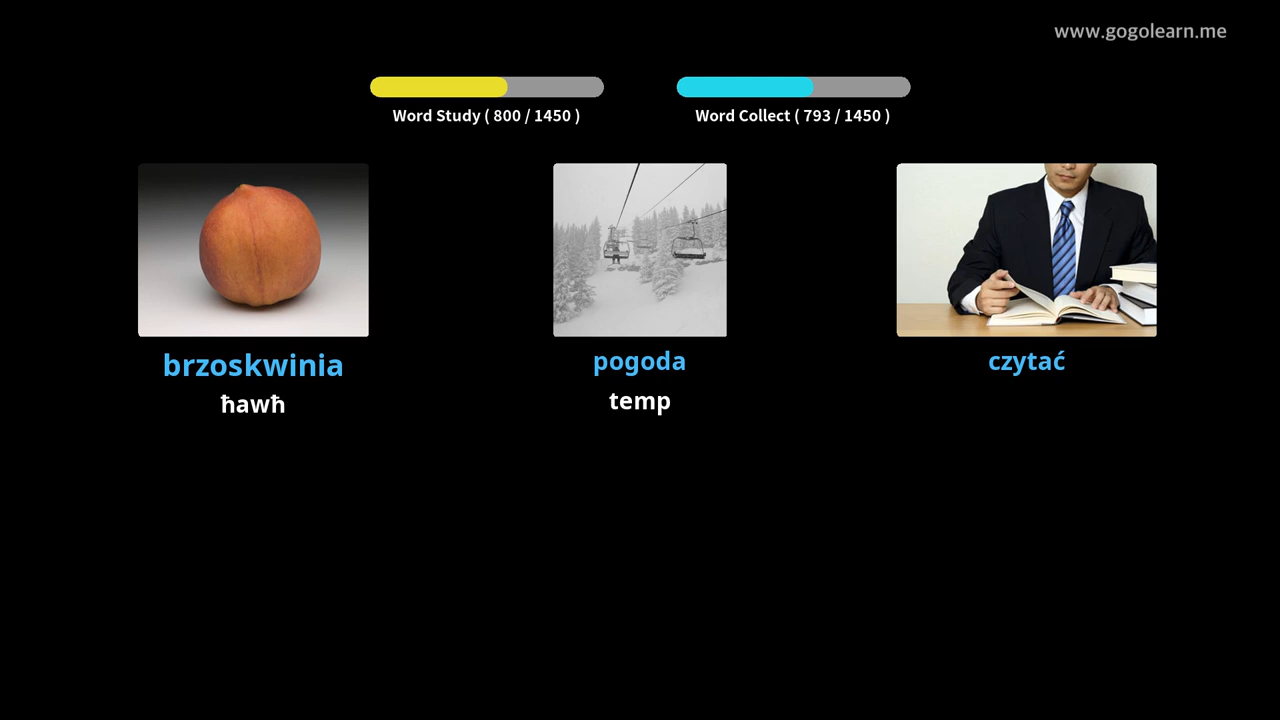 www.gogolearn.me
Word Study ( 800 / 1450 )
Word Collect ( 793 / 1450 )
brzoskwinia
ħawħ
pogoda
temp
czytać